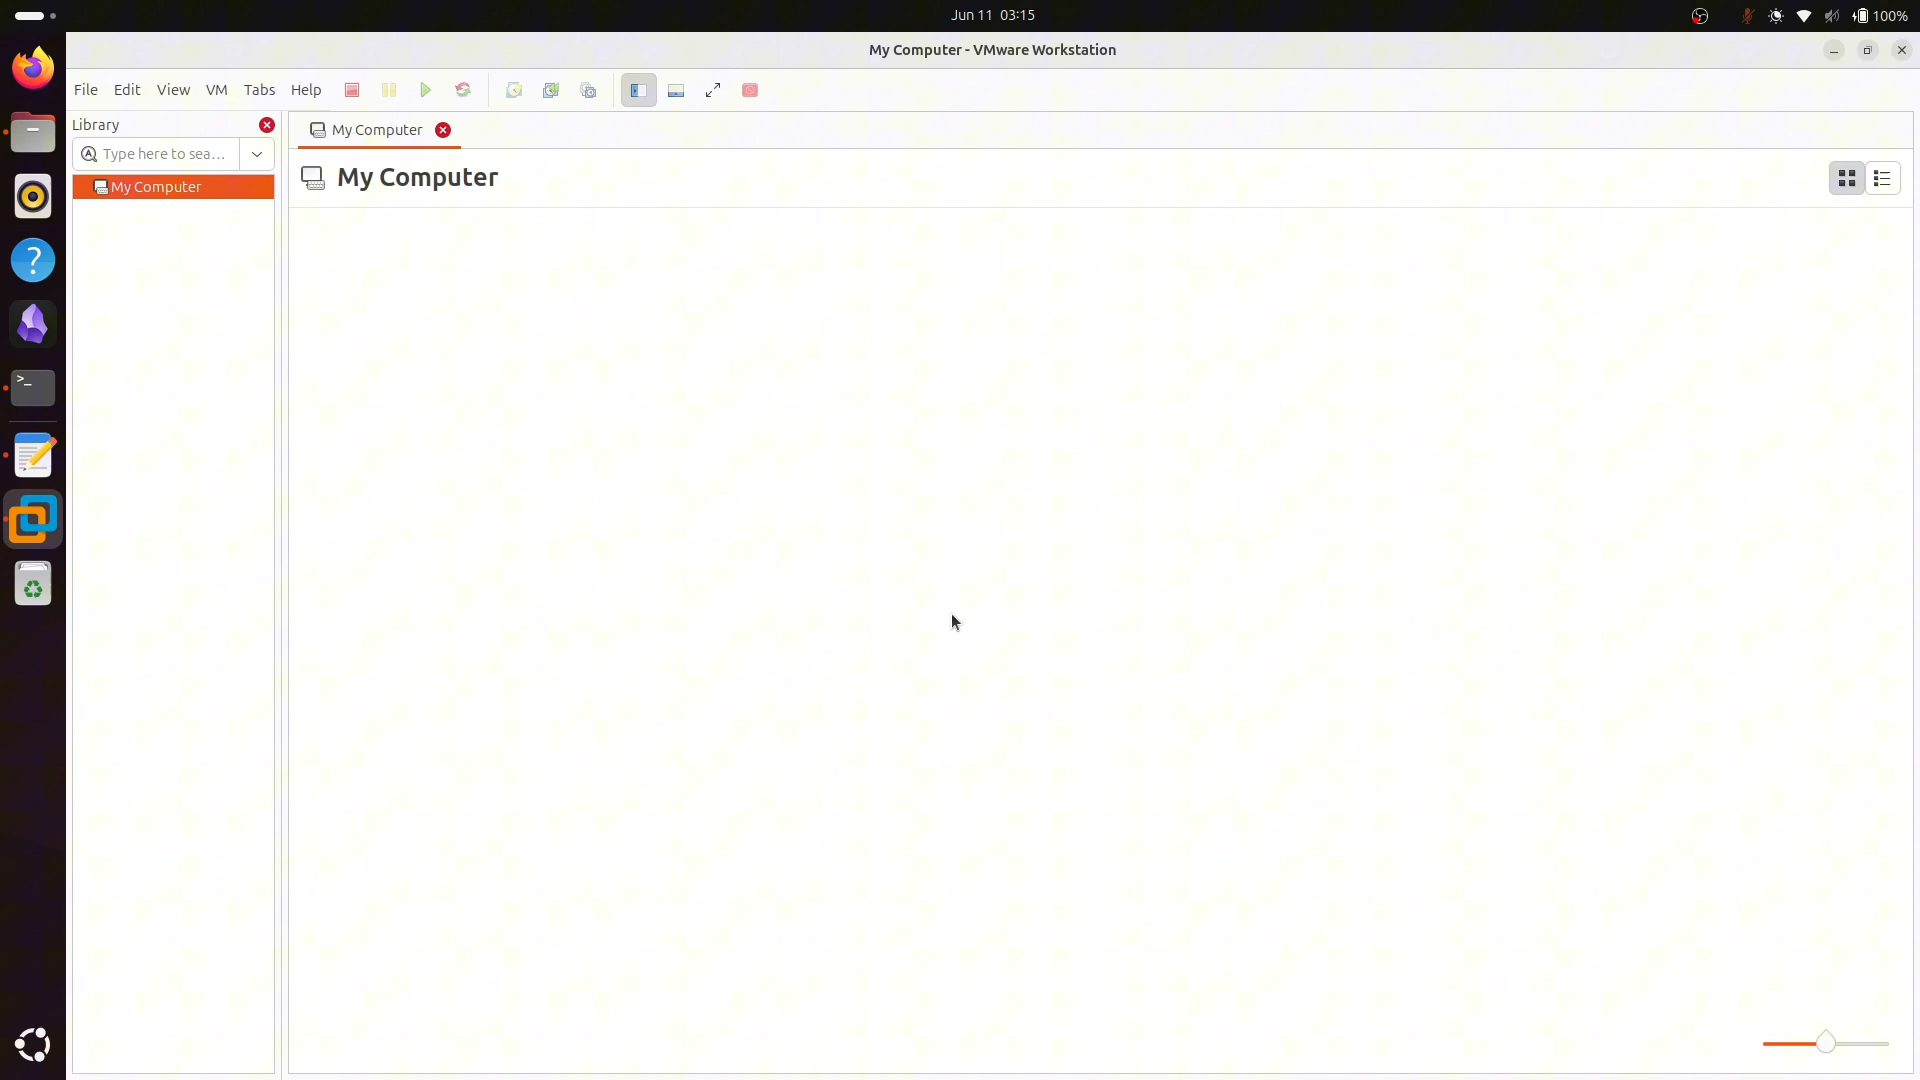 Jun 11 03:15
100%
My Computer - VMware Workstation
File Edit View VM Tabs Help
Library
My Computer
Type here to sea...
My Computer
My Computer